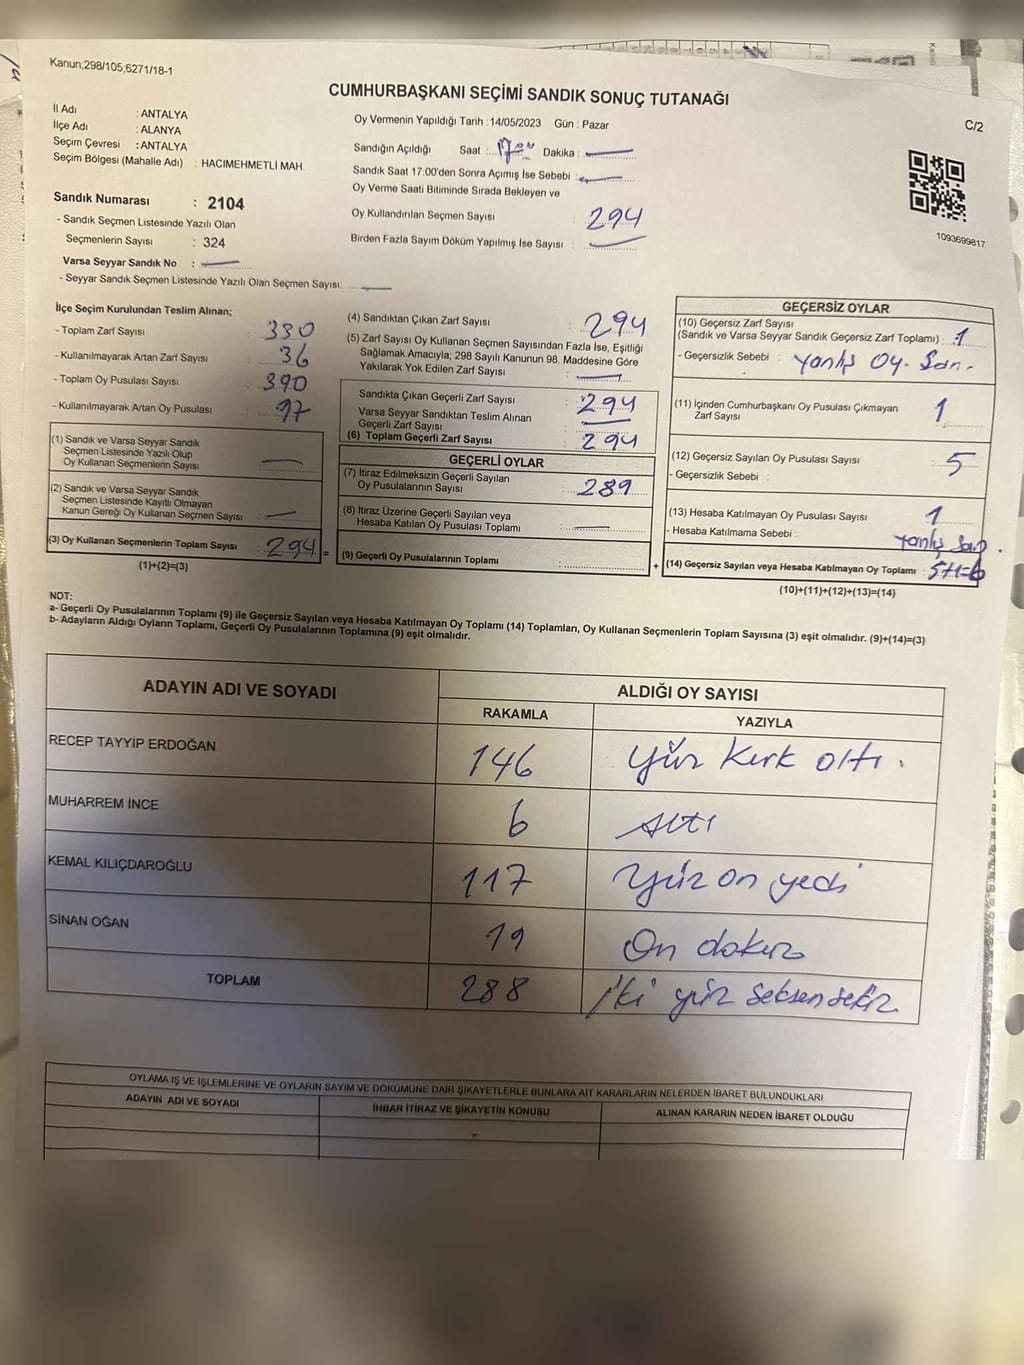 Kanun;298/105,6271/18-1
CUMHURBAŞKANI SEÇİMİ SANDIK SONUÇ TUTANAĞI
C/2
İl Adı : ANTALYA
İlçe Adı : ALANYA
Seçim Çevresi : ANTALYA
Seçim Bölgesi (Mahalle Adı) : HACIMEHMETLİ MAH.
Sandık Numarası : 2104
- Sandık Seçmen Listesinde Yazılı Olan
Seçmenlerin Sayısı : 324
Varsa Seyyar Sandık No :
- Seyyar Sandık Seçmen Listesinde Yazılı Olan Seçmen Sayısı:
Oy Vermenin Yapıldığı Tarih : 14/05/2023 Gün : Pazar
Sandığın Açıldığı Saat : 17.00 Dakika :
Sandık Saat 17:00'den Sonra Açımış İse Sebebi :
Oy Verme Saati Bitiminde Sırada Bekleyen ve
Oy Kullandırılan Seçmen Sayısı : 294
Birden Fazla Sayım Döküm Yapılmış İse Sayısı :
1093699817
İlçe Seçim Kurulundan Teslim Alınan;
- Toplam Zarf Sayısı : 330
- Kullanılmayarak Artan Zarf Sayısı : 36
- Toplam Oy Pusulası Sayısı : 390
- Kullanılmayarak Artan Oy Pusulası : 97
(1) Sandık ve Varsa Seyyar Sandık
Seçmen Listesinde Yazılı Olup
Oy Kullanan Seçmenlerin Sayısı :
(2) Sandık ve Varsa Seyyar Sandık
Seçmen Listesinde Kayıtlı Olmayan
Kanun Gereği Oy Kullanan Seçmen Sayısı :
(3) Oy Kullanan Seçmenlerin Toplam Sayısı : 294 =
(1)+(2)=(3)
(4) Sandıktan Çıkan Zarf Sayısı : 294
(5) Zarf Sayısı Oy Kullanan Seçmen Sayısından Fazla İse, Eşitliği
Sağlamak Amacıyla; 298 Sayılı Kanunun 98. Maddesine Göre
Yakılarak Yok Edilen Zarf Sayısı :
Sandıkta Çıkan Geçerli Zarf Sayısı : 294
Varsa Seyyar Sandıktan Teslim Alınan
Geçerli Zarf Sayısı :
(6) Toplam Geçerli Zarf Sayısı : 294
GEÇERLİ OYLAR
(7) İtiraz Edilmeksizin Geçerli Sayılan
Oy Pusulalarının Sayısı : 289
(8) İtiraz Üzerine Geçerli Sayılan veya
Hesaba Katılan Oy Pusulası Toplamı :
(9) Geçerli Oy Pusulalarının Toplamı : +
GEÇERSİZ OYLAR
(10) Geçersiz Zarf Sayısı
(Sandık ve Varsa Seyyar Sandık Geçersiz Zarf Toplamı) : 1
- Geçersizlik Sebebi : Yanlış Oy. San.
(11) İçinden Cumhurbaşkanı Oy Pusulası Çıkmayan
Zarf Sayısı 1
(12) Geçersiz Sayılan Oy Pusulası Sayısı : 5
- Geçersizlik Sebebi :
(13) Hesaba Katılmayan Oy Pusulası Sayısı : 1
- Hesaba Katılmama Sebebi : Yanlış San.
(14) Geçersiz Sayılan veya Hesaba Katılmayan Oy Toplamı : 5+1=6
(10)+(11)+(12)+(13)=(14)
NOT:
a- Geçerli Oy Pusulalarının Toplamı (9) ile Geçersiz Sayılan veya Hesaba Katılmayan Oy Toplamı (14) Toplamları, Oy Kullanan Seçmenlerin Toplam Sayısına (3) eşit olmalıdır. (9)+(14)=(3)
b- Adayların Aldığı Oyların Toplamı, Geçerli Oy Pusulalarının Toplamına (9) eşit olmalıdır.
ADAYIN ADI VE SOYADI
ALDIĞI OY SAYISI
RAKAMLA YAZIYLA
RECEP TAYYİP ERDOĞAN 146 Yüz Kırk altı.
MUHARREM İNCE 6 Altı
KEMAL KILIÇDAROĞLU 117 Yüz on yedi
SİNAN OĞAN 19 On dokuz
TOPLAM 288 İki yüz seksen sekiz
OYLAMA İŞ VE İŞLEMLERİNE VE OYLARIN SAYIM VE DÖKÜMÜNE DAİR ŞİKAYETLERLE BUNLARA AİT KARARLARIN NELERDEN İBARET BULUNDUKLARI
ADAYIN ADI VE SOYADI İHBAR İTİRAZ VE ŞİKAYETİN KONUSU ALINAN KARARIN NEDEN İBARET OLDUĞU